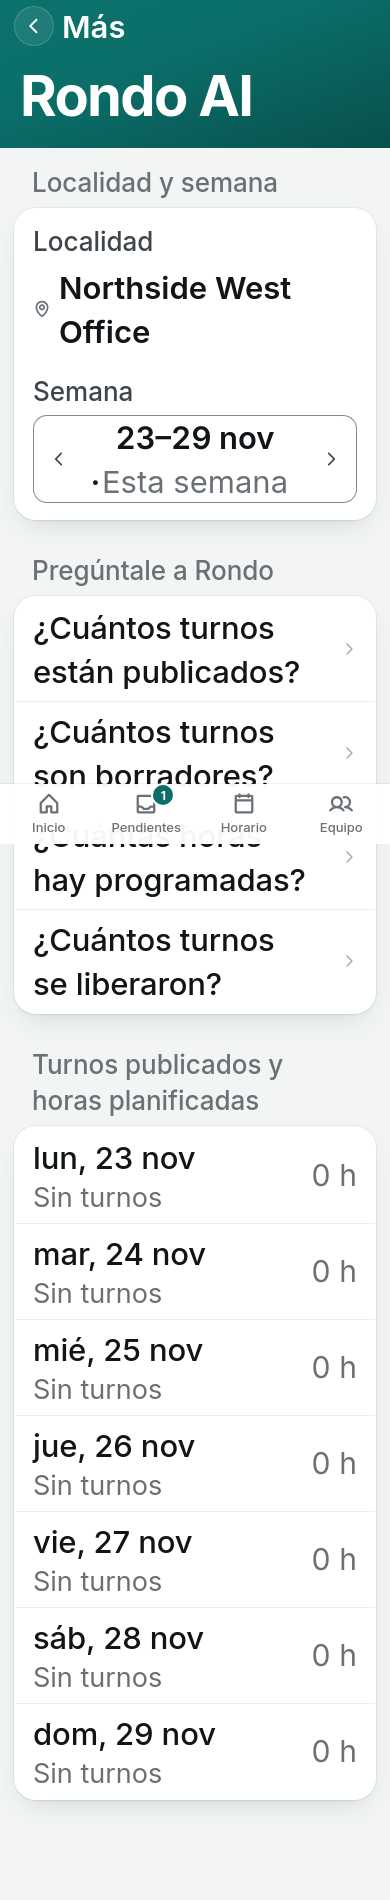 Más
Rondo AI
Localidad y semana
Localidad
Northside West
Office
Semana
23–29 nov
·Esta semana
Pregúntale a Rondo
¿Cuántos turnos
están publicados?
¿Cuántos turnos
son borradores?
1
Inicio
Pendientes
Horario
Equipo
¿Cuántas horas
hay programadas?
¿Cuántos turnos
se liberaron?
Turnos publicados y
horas planificadas
lun, 23 nov
Sin turnos
0 h
mar, 24 nov
Sin turnos
0 h
mié, 25 nov
Sin turnos
0 h
jue, 26 nov
Sin turnos
0 h
vie, 27 nov
Sin turnos
0 h
sáb, 28 nov
Sin turnos
0 h
dom, 29 nov
Sin turnos
0 h